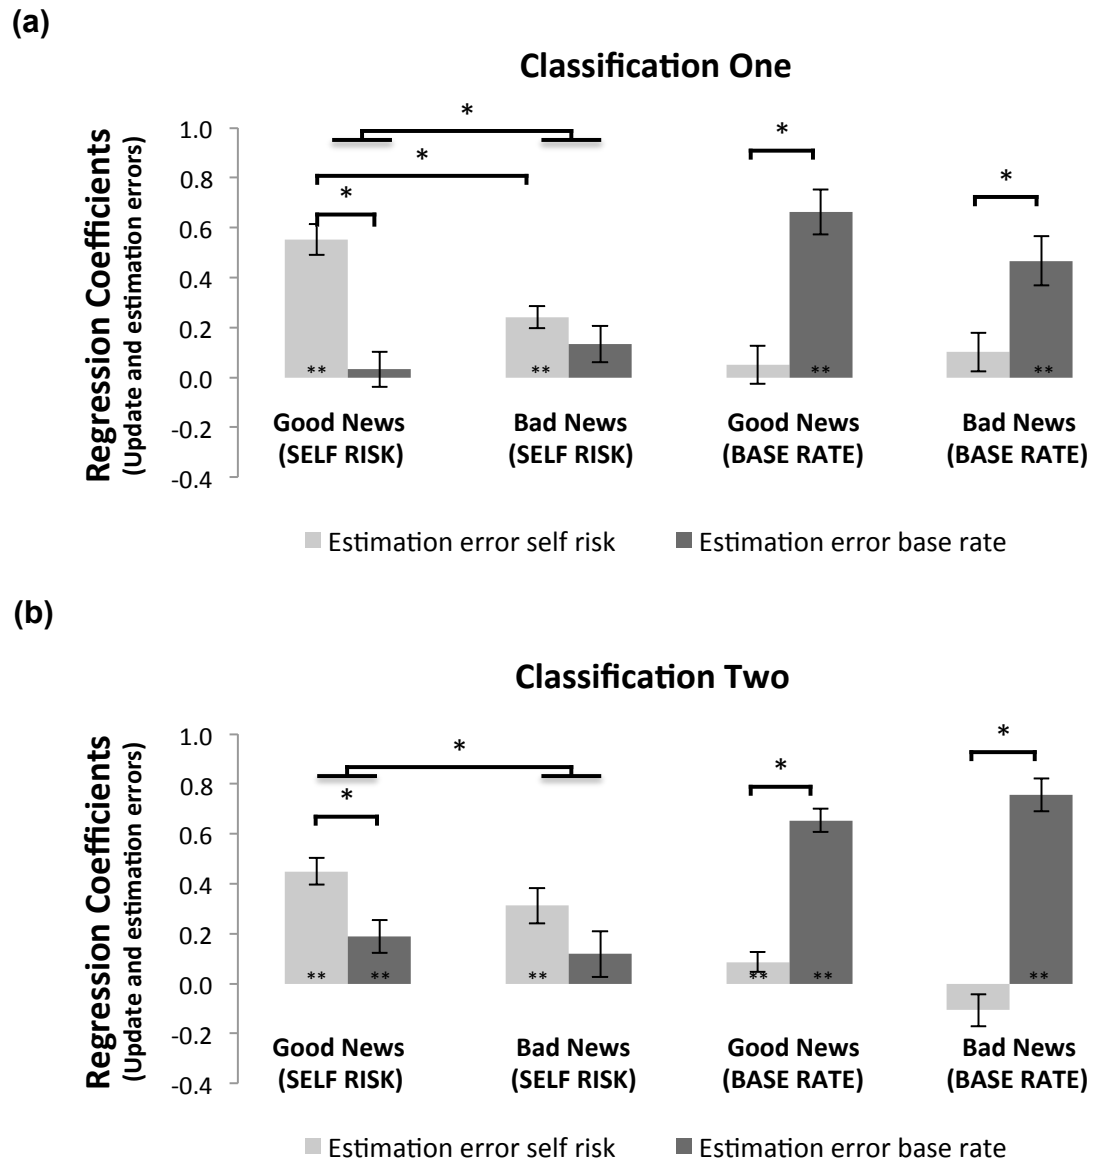 (a)
Classification One
Regression Coefficients
(Update and estimation errors)
1.0
0.8
0.6
0.4
0.2
0.0
-0.2
-0.4
*
*
*
*
*
**
**
**
**
Good News
(SELF RISK)
Bad News
(SELF RISK)
Good News
(BASE RATE)
Bad News
(BASE RATE)
Estimation error self risk
Estimation error base rate
(b)
Classification Two
Regression Coefficients
(Update and estimation errors)
1.0
0.8
0.6
0.4
0.2
0.0
-0.2
-0.4
*
*
*
*
**
**
**
**
**
**
Good News
(SELF RISK)
Bad News
(SELF RISK)
Good News
(BASE RATE)
Bad News
(BASE RATE)
Estimation error self risk
Estimation error base rate